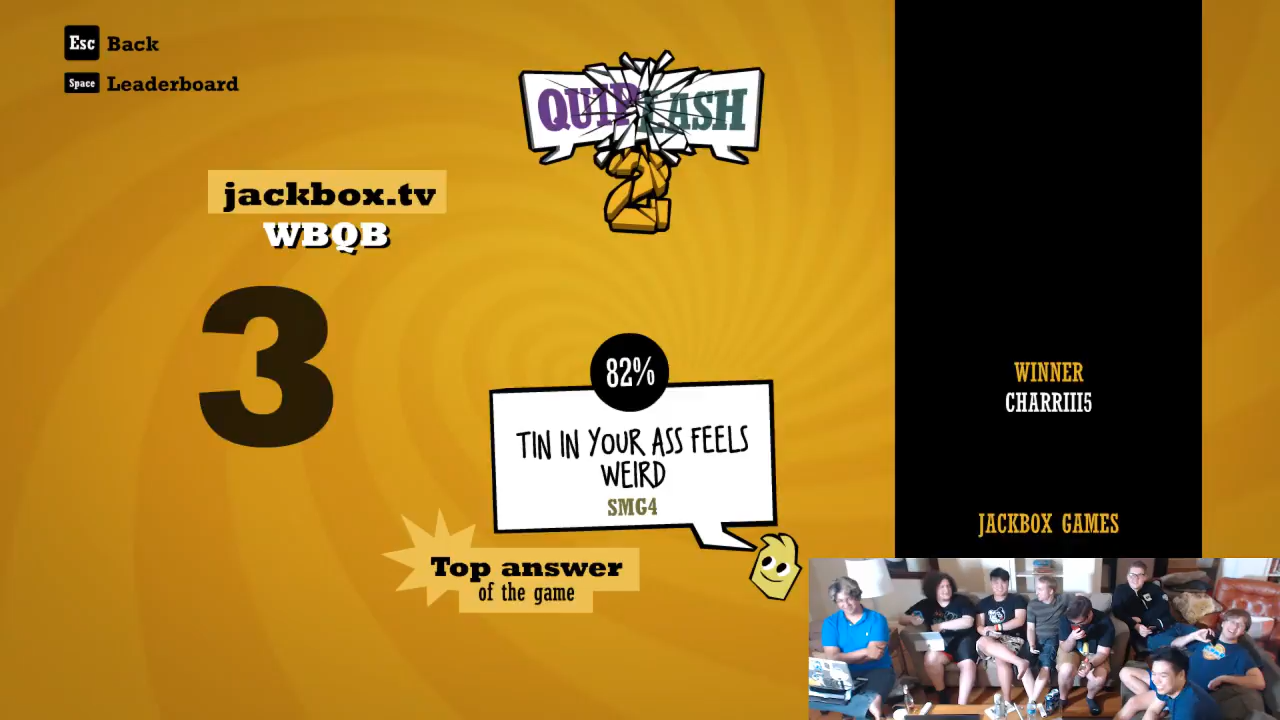 Esc Back
Space Leaderboard
QUIPLASH
2
jackbox.tv
WBQB
3
82%
TIN IN YOUR ASS FEELS
WEIRD
SMG4
Top answer
of the game
WINNER
CHARRIII5
JACKBOX GAMES